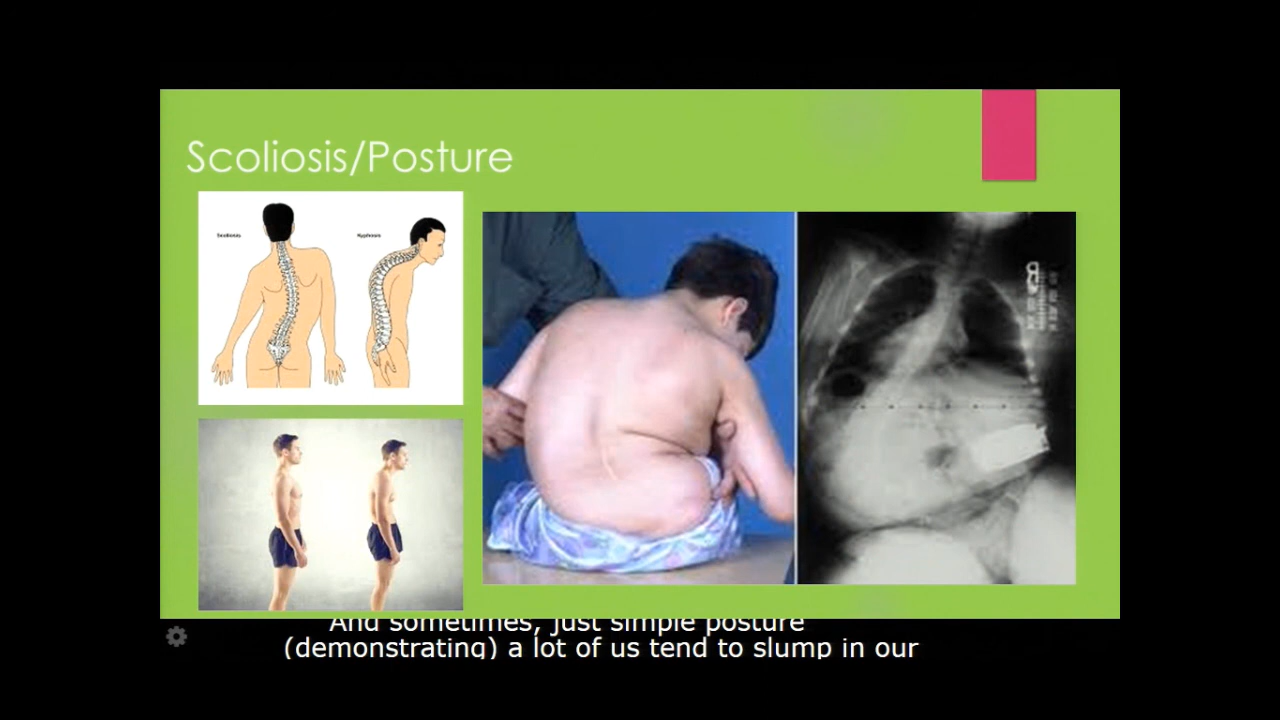 Scoliosis/Posture
Scoliosis
Kyphosis
And sometimes, just simple posture
(demonstrating) a lot of us tend to slump in our